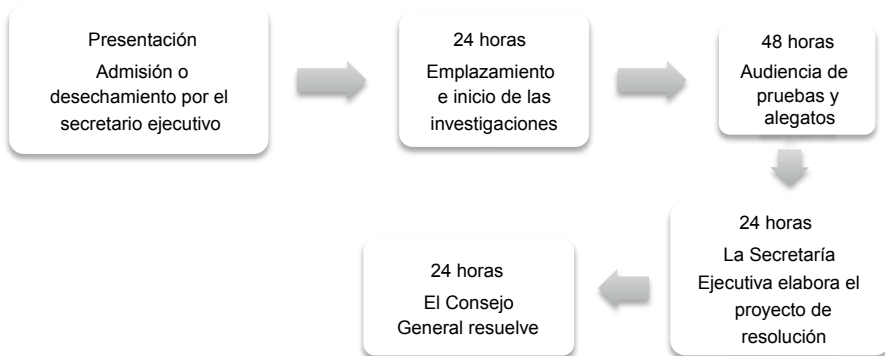 Presentación
Admisión o
desechamiento por el
secretario ejecutivo
24 horas
Emplazamiento
e inicio de las
investigaciones
48 horas
Audiencia de
pruebas y
alegatos
24 horas
La Secretaría
Ejecutiva elabora el
proyecto de
resolución
24 horas
El Consejo
General resuelve